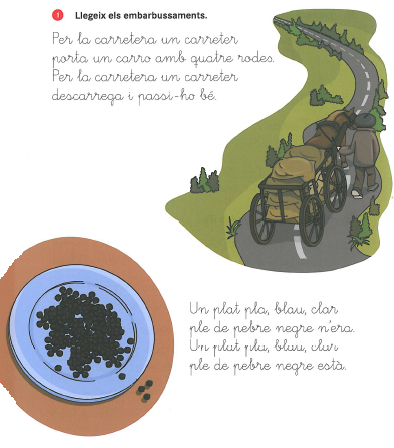 1 Llegeix els embarbussaments.
Per la carretera un carreter
porta un carro amb quatre rodes.
Per la carretera un carreter
descarrega i passi-ho bé.
Un plat pla, blau, clar
ple de pebre negre n'era.
Un plat pla, blau, clar
ple de pebre negre està.